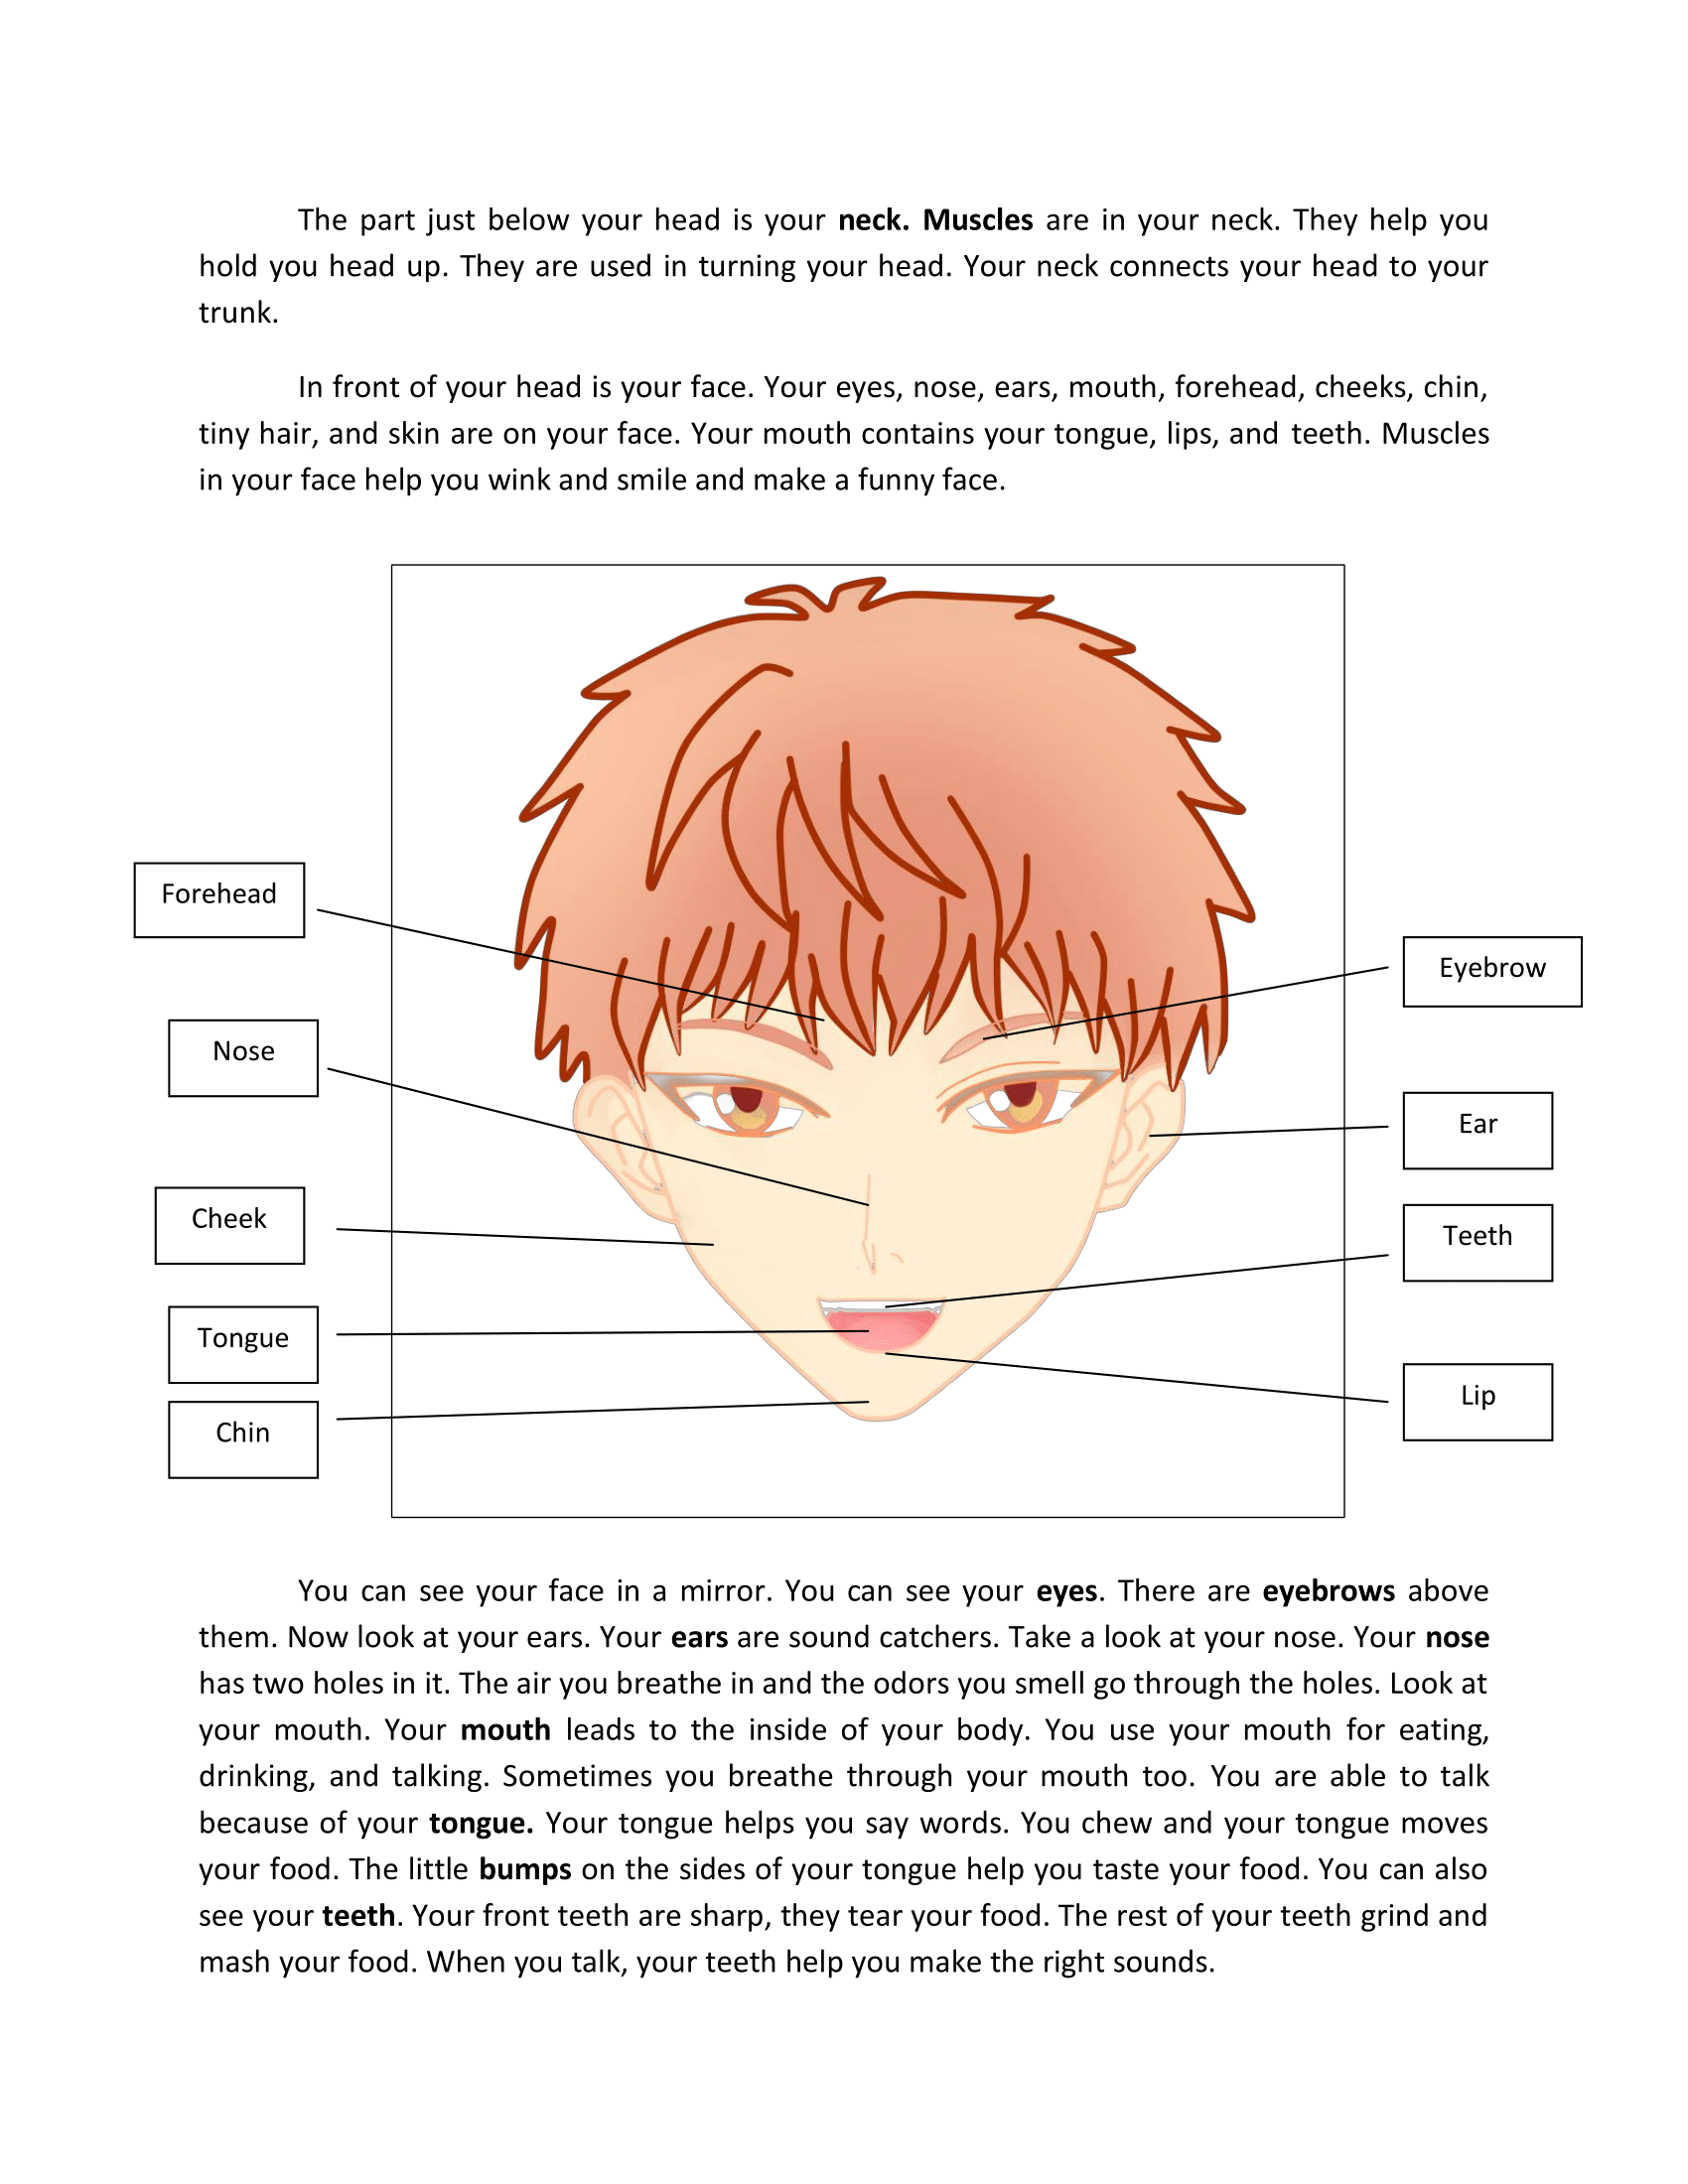 The part just below your head is your neck. Muscles are in your neck. They help you
hold you head up. They are used in turning your head. Your neck connects your head to your
trunk.
In front of your head is your face. Your eyes, nose, ears, mouth, forehead, cheeks, chin,
tiny hair, and skin are on your face. Your mouth contains your tongue, lips, and teeth. Muscles
in your face help you wink and smile and make a funny face.
Forehead
Eyebrow
Nose
Ear
Cheek
Teeth
Tongue
Lip
Chin
You can see your face in a mirror. You can see your eyes. There are eyebrows above
them. Now look at your ears. Your ears are sound catchers. Take a look at your nose. Your nose
has two holes in it. The air you breathe in and the odors you smell go through the holes. Look at
your mouth. Your mouth leads to the inside of your body. You use your mouth for eating,
drinking, and talking. Sometimes you breathe through your mouth too. You are able to talk
because of your tongue. Your tongue helps you say words. You chew and your tongue moves
your food. The little bumps on the sides of your tongue help you taste your food. You can also
see your teeth. Your front teeth are sharp, they tear your food. The rest of your teeth grind and
mash your food. When you talk, your teeth help you make the right sounds.